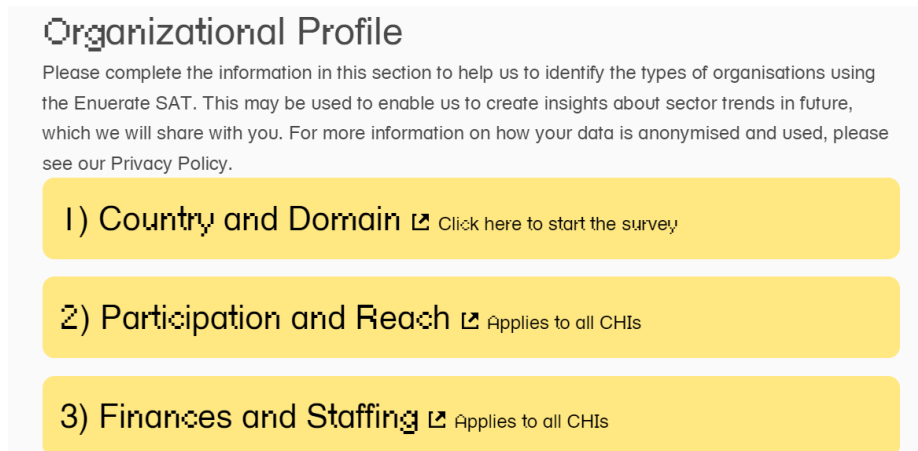 Organizational Profile
Please complete the information in this section to help us to identify the types of organisations using
the Enuerate SAT. This may be used to enable us to create insights about sector trends in future,
which we will share with you. For more information on how your data is anonymised and used, please
see our Privacy Policy.
1) Country and Domain Click here to start the survey
2) Participation and Reach Applies to all CHIs
3) Finances and Staffing Applies to all CHIs